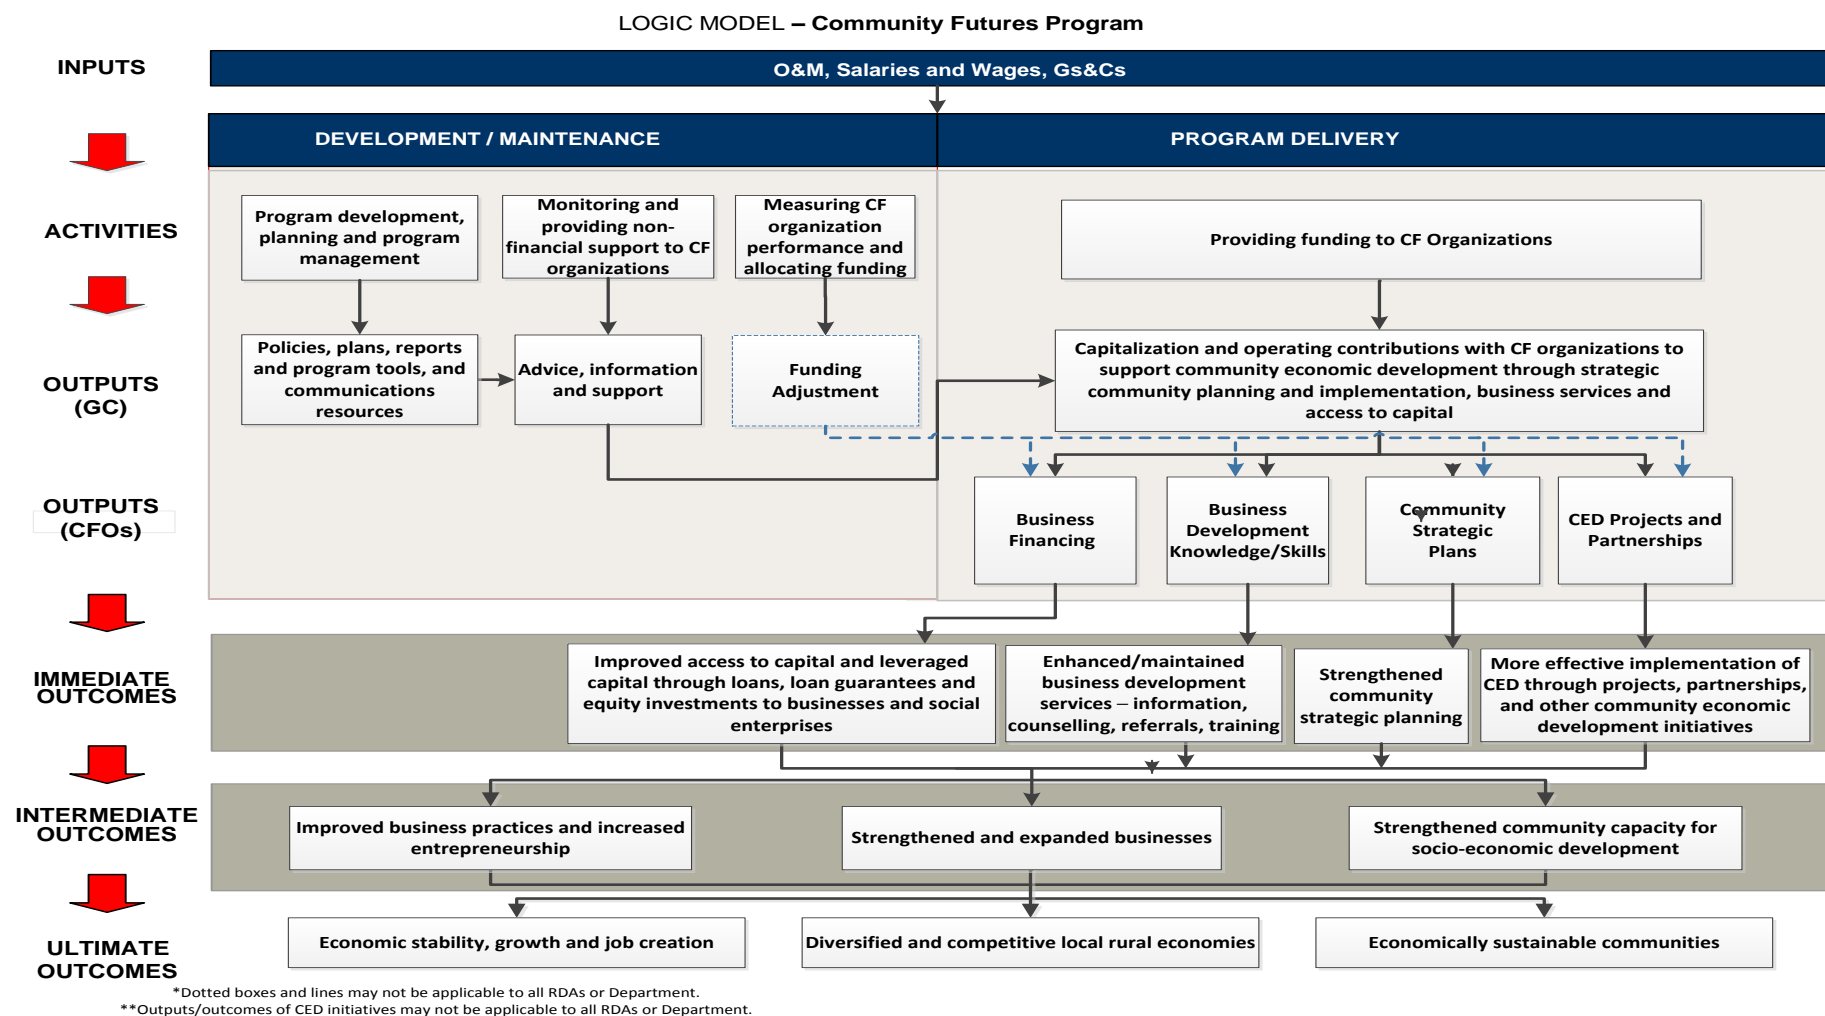 LOGIC MODEL – Community Futures Program
INPUTS
O&M, Salaries and Wages, Gs&Cs
DEVELOPMENT / MAINTENANCE
PROGRAM DELIVERY
ACTIVITIES
Program development,
planning and program
management
Monitoring and
providing non-
financial support to CF
organizations
Measuring CF
organization
performance and
allocating funding
Providing funding to CF Organizations
OUTPUTS
(GC)
Policies, plans, reports
and program tools, and
communications
resources
Advice, information
and support
Funding
Adjustment
Capitalization and operating contributions with CF organizations to
support community economic development through strategic
community planning and implementation, business services and
access to capital
OUTPUTS
(CFOs)
Business
Financing
Business
Development
Knowledge/Skills
Community
Strategic
Plans
CED Projects and
Partnerships
IMMEDIATE
OUTCOMES
Improved access to capital and leveraged
capital through loans, loan guarantees and
equity investments to businesses and social
enterprises
Enhanced/maintained
business development
services – information,
counselling, referrals, training
Strengthened
community
strategic planning
More effective implementation of
CED through projects, partnerships,
and other community economic
development initiatives
INTERMEDIATE
OUTCOMES
Improved business practices and increased
entrepreneurship
Strengthened and expanded businesses
Strengthened community capacity for
socio-economic development
ULTIMATE
OUTCOMES
Economic stability, growth and job creation
Diversified and competitive local rural economies
Economically sustainable communities
*Dotted boxes and lines may not be applicable to all RDAs or Department.
**Outputs/outcomes of CED initiatives may not be applicable to all RDAs or Department.